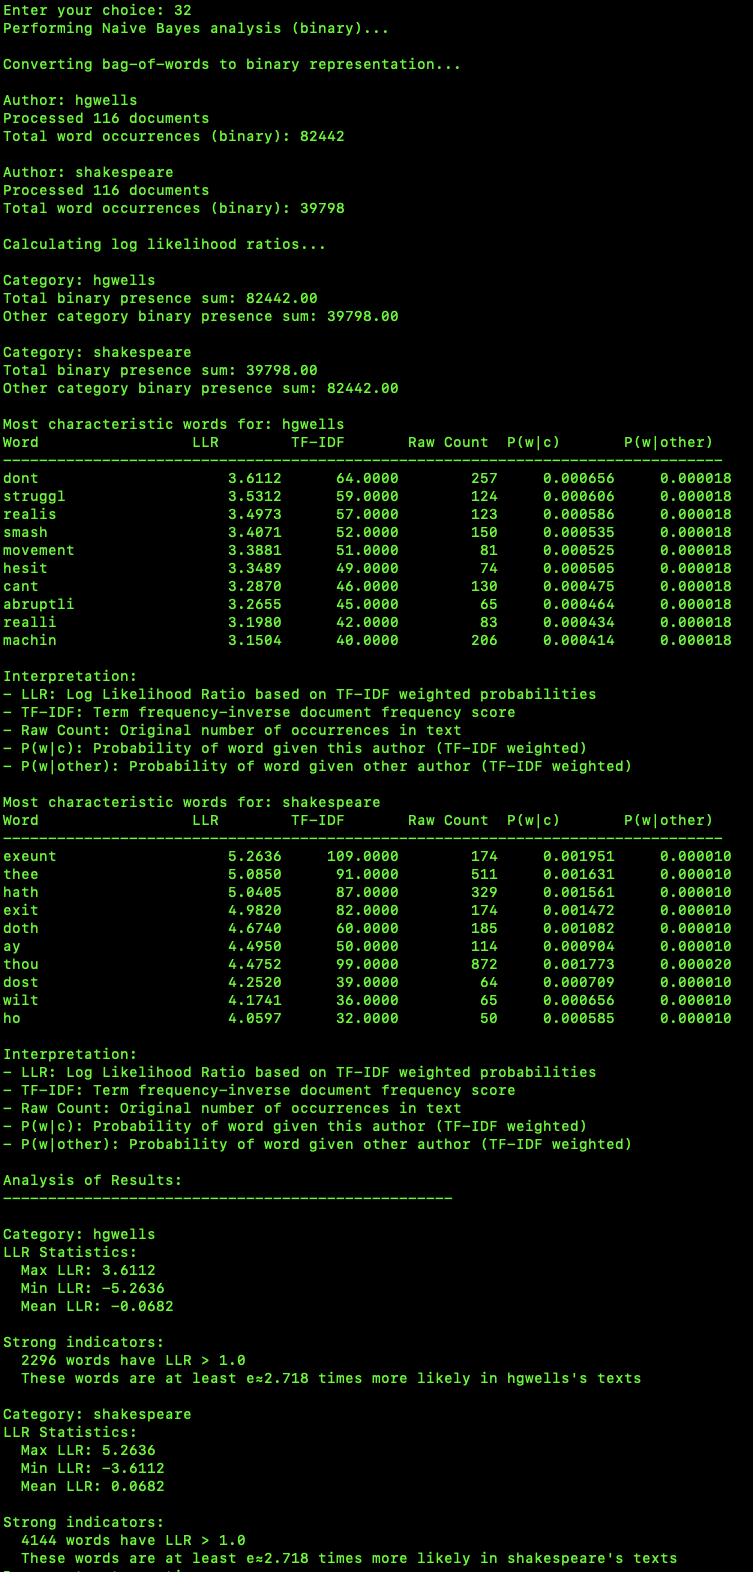 Enter your choice: 32
Performing Naive Bayes analysis (binary)...
Converting bag-of-words to binary representation...
Author: hgwells
Processed 116 documents
Total word occurrences (binary): 82442
Author: shakespeare
Processed 116 documents
Total word occurrences (binary): 39798
Calculating log likelihood ratios...
Category: hgwells
Total binary presence sum: 82442.00
Other category binary presence sum: 39798.00
Category: shakespeare
Total binary presence sum: 39798.00
Other category binary presence sum: 82442.00
Most characteristic words for: hgwells
Word LLR TF-IDF Raw Count P(w|c) P(w|other)
--------------------------------------------------------------------------------
dont 3.6112 64.0000 257 0.000656 0.000018
struggl 3.5312 59.0000 124 0.000606 0.000018
realis 3.4973 57.0000 123 0.000586 0.000018
smash 3.4071 52.0000 150 0.000535 0.000018
movement 3.3881 51.0000 81 0.000525 0.000018
hesit 3.3489 49.0000 74 0.000505 0.000018
cant 3.2870 46.0000 130 0.000475 0.000018
abruptli 3.2655 45.0000 65 0.000464 0.000018
realli 3.1980 42.0000 83 0.000434 0.000018
machin 3.1504 40.0000 206 0.000414 0.000018
Interpretation:
- LLR: Log Likelihood Ratio based on TF-IDF weighted probabilities
- TF-IDF: Term frequency-inverse document frequency score
- Raw Count: Original number of occurrences in text
- P(w|c): Probability of word given this author (TF-IDF weighted)
- P(w|other): Probability of word given other author (TF-IDF weighted)
Most characteristic words for: shakespeare
Word LLR TF-IDF Raw Count P(w|c) P(w|other)
--------------------------------------------------------------------------------
exeunt 5.2636 109.0000 174 0.001951 0.000010
thee 5.0850 91.0000 511 0.001631 0.000010
hath 5.0405 87.0000 329 0.001561 0.000010
exit 4.9820 82.0000 174 0.001472 0.000010
doth 4.6740 60.0000 185 0.001082 0.000010
ay 4.4950 50.0000 114 0.000904 0.000010
thou 4.4752 99.0000 872 0.001773 0.000020
dost 4.2520 39.0000 64 0.000709 0.000010
wilt 4.1741 36.0000 65 0.000656 0.000010
ho 4.0597 32.0000 50 0.000585 0.000010
Interpretation:
- LLR: Log Likelihood Ratio based on TF-IDF weighted probabilities
- TF-IDF: Term frequency-inverse document frequency score
- Raw Count: Original number of occurrences in text
- P(w|c): Probability of word given this author (TF-IDF weighted)
- P(w|other): Probability of word given other author (TF-IDF weighted)
Analysis of Results:
--------------------------------------------------
Category: hgwells
LLR Statistics:
Max LLR: 3.6112
Min LLR: -5.2636
Mean LLR: -0.0682
Strong indicators:
2296 words have LLR > 1.0
These words are at least e≈2.718 times more likely in hgwells's texts
Category: shakespeare
LLR Statistics:
Max LLR: 5.2636
Min LLR: -3.6112
Mean LLR: 0.0682
Strong indicators:
4144 words have LLR > 1.0
These words are at least e≈2.718 times more likely in shakespeare's texts